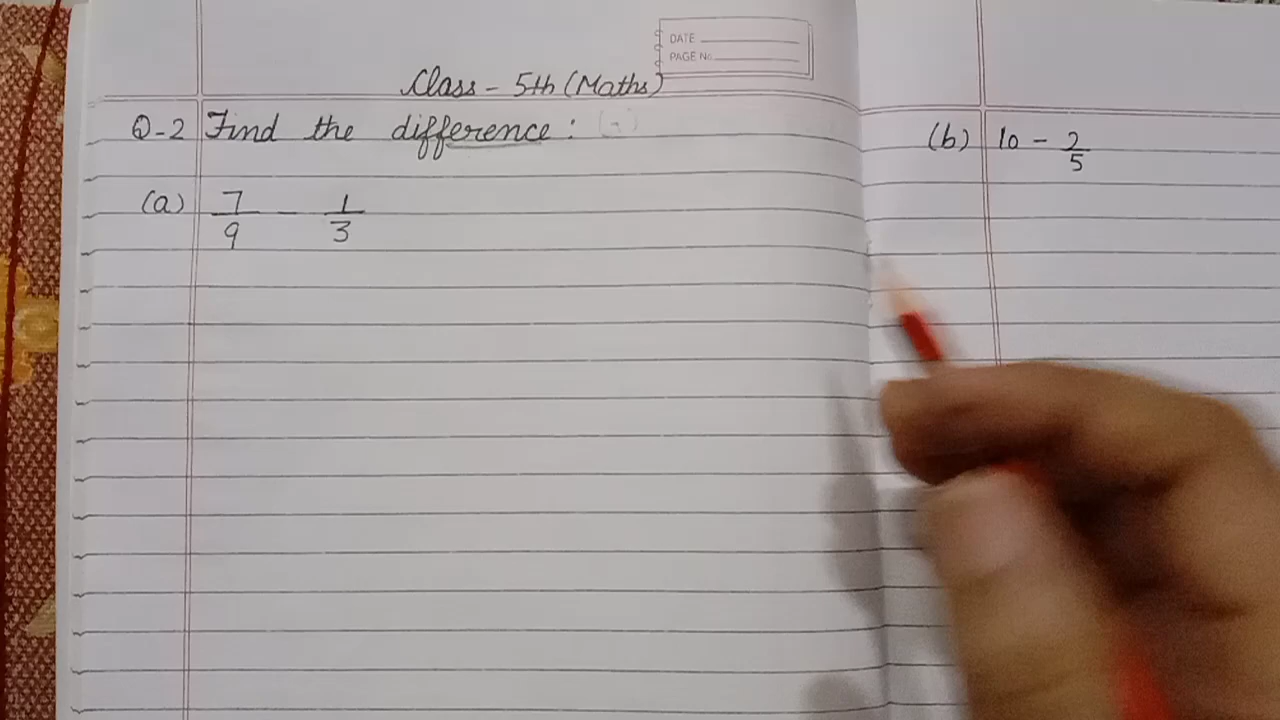 DATE
PAGE No.
Class - 5th (Maths)
Q-2 Find the difference : (-)
(a) 7/9 - 1/3
(b) 10 - 2/5